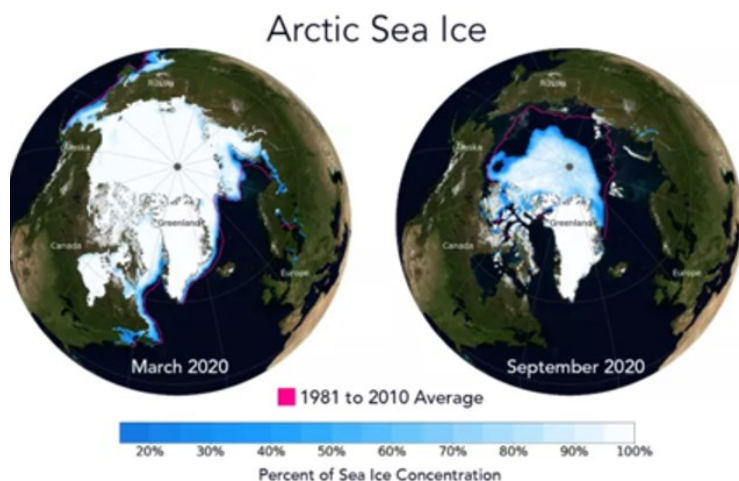 Arctic Sea Ice
Russia
Alaska
Greenland
Canada
Europe
March 2020
Russia
Alaska
Greenland
Canada
Europe
September 2020
1981 to 2010 Average
20% 30% 40% 50% 60% 70% 80% 90% 100%
Percent of Sea Ice Concentration